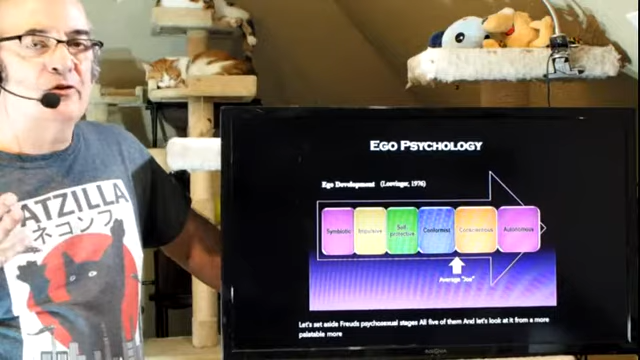 ATZILLA
ネコンフ
EGO PSYCHOLOGY
Ego Development (Loevinger, 1976)
Symbiotic Impulsive Self protective Conformist Conscientious Autonomous
Average "Joe"
Let's set aside Freuds psychosexual stages All five of them And let's look at it from a more
palatable more